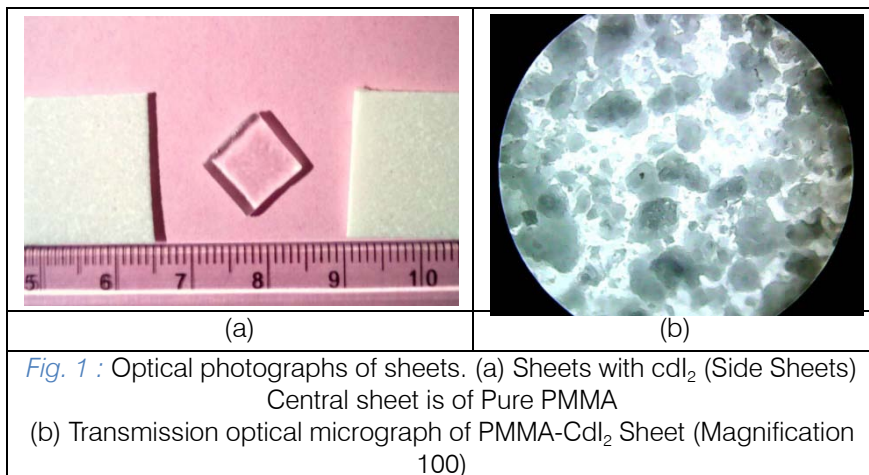 5 6 7 8 9 10
(a) (b)
Fig. 1 : Optical photographs of sheets. (a) Sheets with cdI₂ (Side Sheets)
Central sheet is of Pure PMMA
(b) Transmission optical micrograph of PMMA-CdI₂ Sheet (Magnification
100)